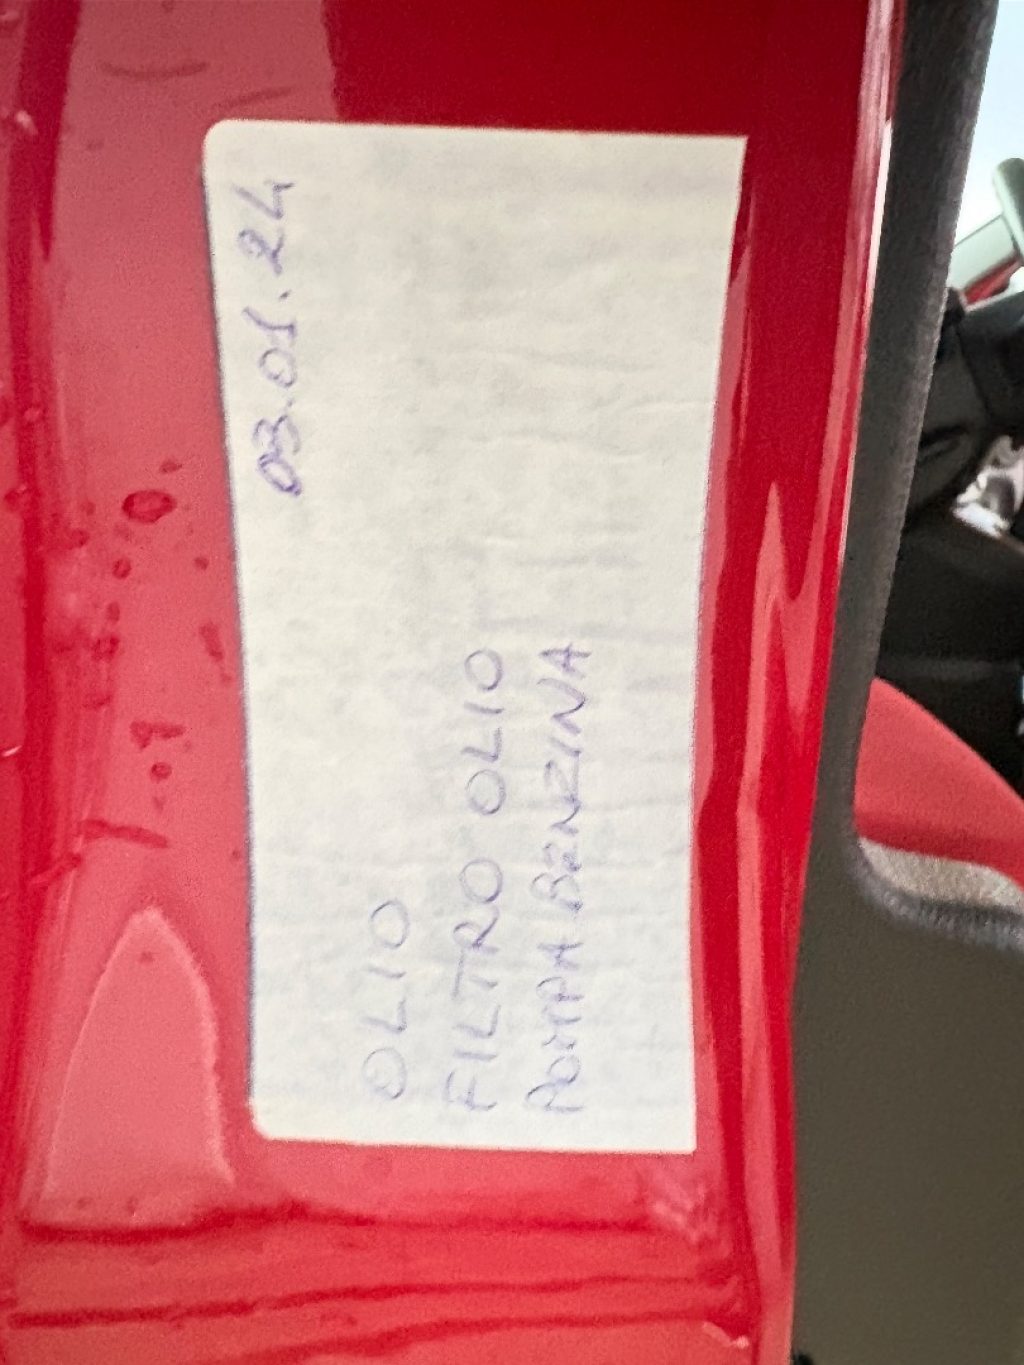 03.01.24
OLIO
FILTRO OLIO
POMPA BENZINA